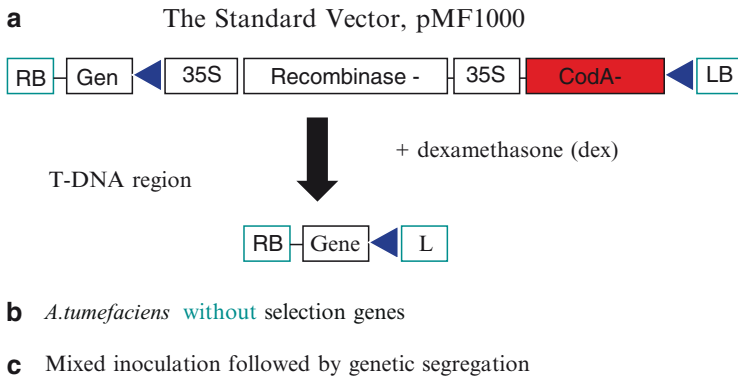 a The Standard Vector, pMF1000
RB Gen 35S Recombinase - 35S CodA- LB
+ dexamethasone (dex)
T-DNA region
RB Gene L
b A.tumefaciens without selection genes
c Mixed inoculation followed by genetic segregation